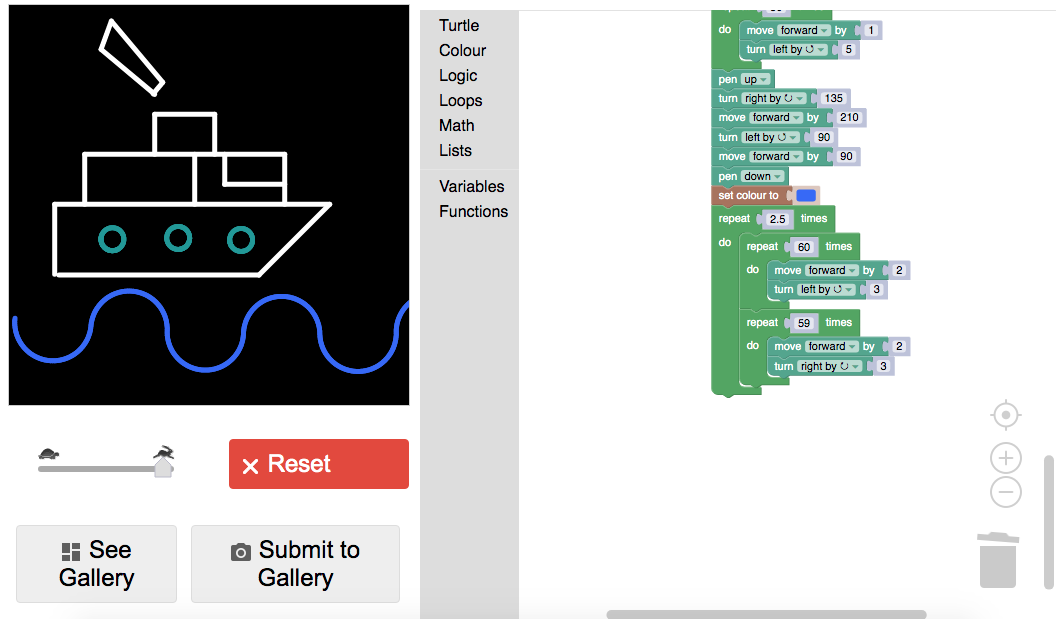 Turtle
Colour
Logic
Loops
Math
Lists
Variables
Functions
do move forward by 1
turn left by ↺ 5
pen up
turn right by ↻ 135
move forward by 210
turn left by ↺ 90
move forward by 90
pen down
set colour to
repeat 2.5 times
do repeat 60 times
do move forward by 2
turn left by ↺ 3
repeat 59 times
do move forward by 2
turn right by ↻ 3
Reset
See
Gallery
Submit to
Gallery